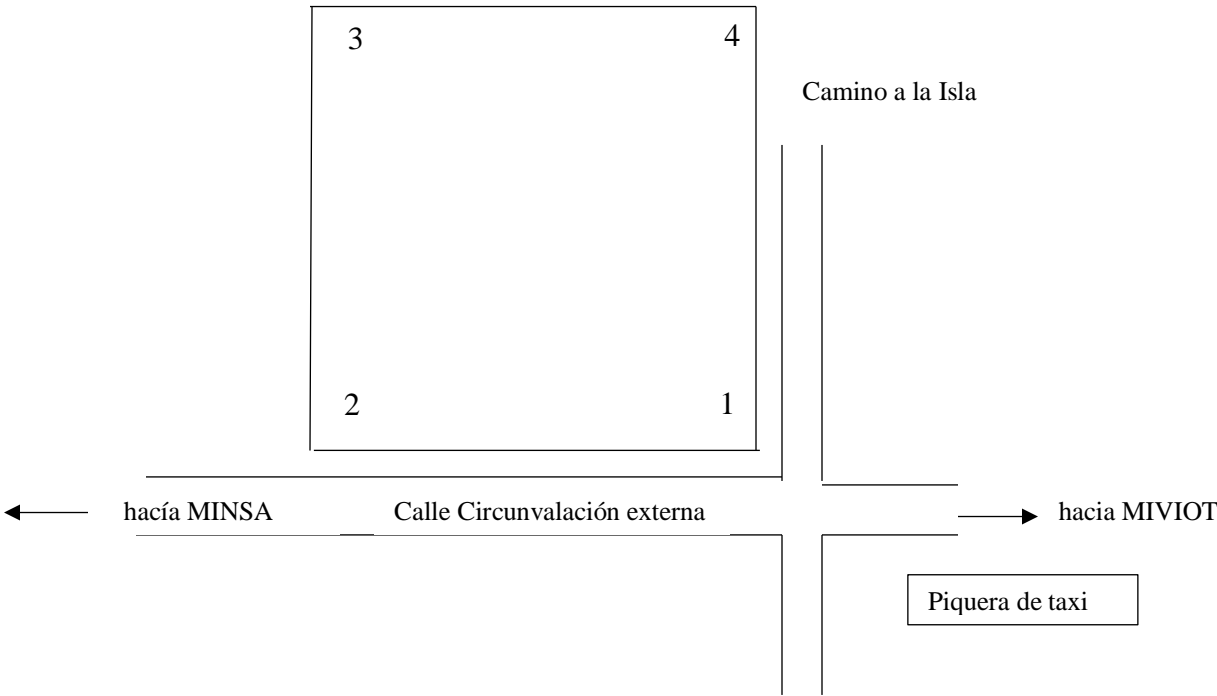 3 4
Camino a la Isla
2 1
hacía MINSA Calle Circunvalación externa hacia MIVIOT
Piquera de taxi